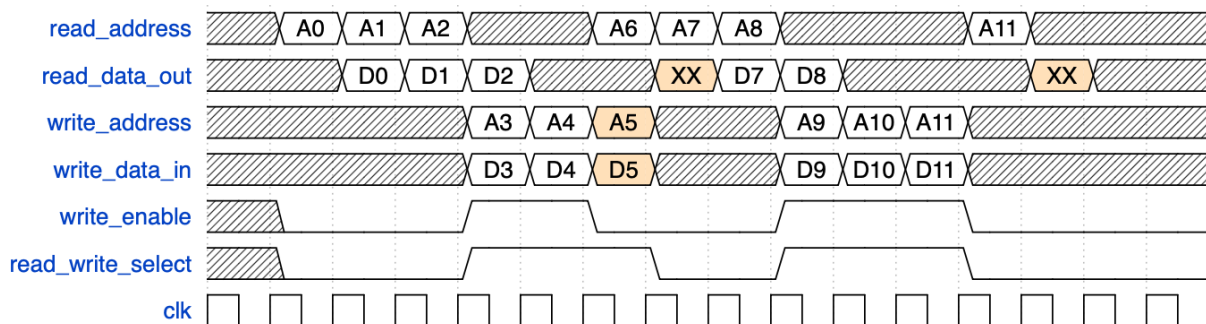 read_address A0 A1 A2 A6 A7 A8 A11
read_data_out D0 D1 D2 XX D7 D8 XX
write_address A3 A4 A5 A9 A10 A11
write_data_in D3 D4 D5 D9 D10 D11
write_enable
read_write_select
clk